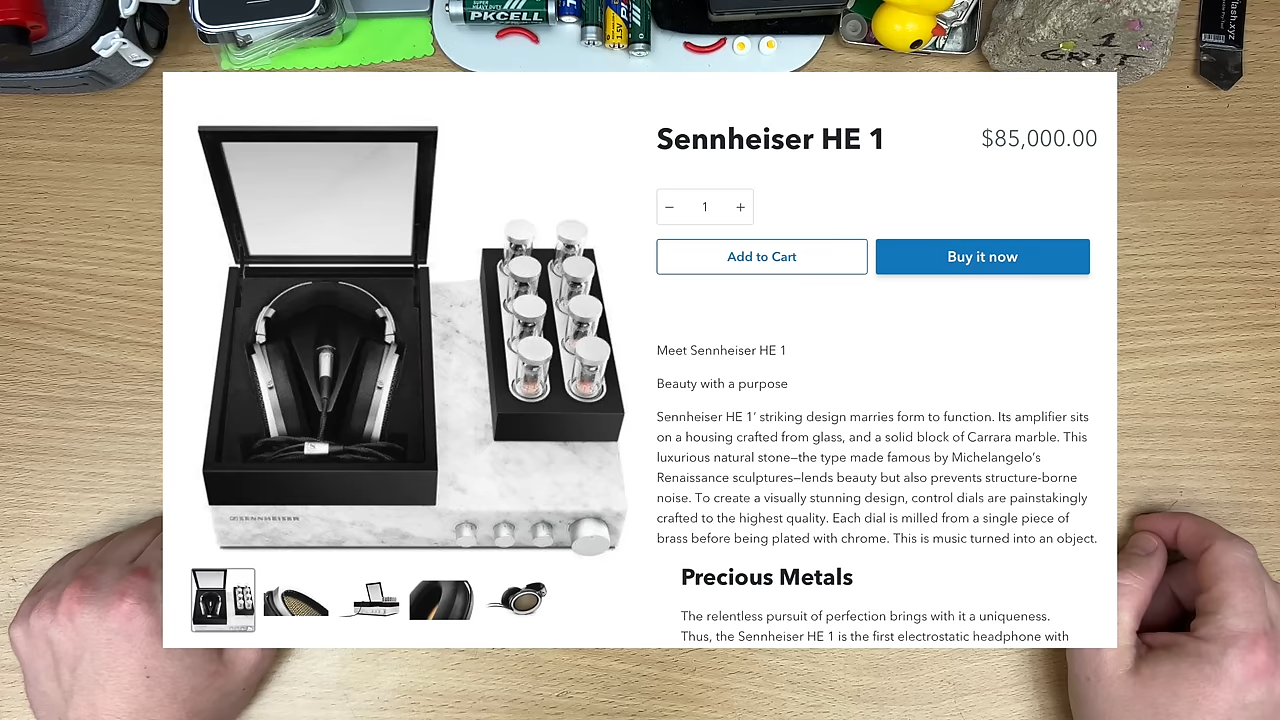 PKCELL
1.5V
1
GRIT
fish.xyz
Sennheiser HE 1
$85,000.00
− 1 +
Add to Cart
Buy it now
Meet Sennheiser HE 1
Beauty with a purpose
Sennheiser HE 1’ striking design marries form to function. Its amplifier sits
on a housing crafted from glass, and a solid block of Carrara marble. This
luxurious natural stone—the type made famous by Michelangelo’s
Renaissance sculptures—lends beauty but also prevents structure-borne
noise. To create a visually stunning design, control dials are painstakingly
crafted to the highest quality. Each dial is milled from a single piece of
brass before being plated with chrome. This is music turned into an object.
SENNHEISER
Precious Metals
The relentless pursuit of perfection brings with it a uniqueness.
Thus, the Sennheiser HE 1 is the first electrostatic headphone with